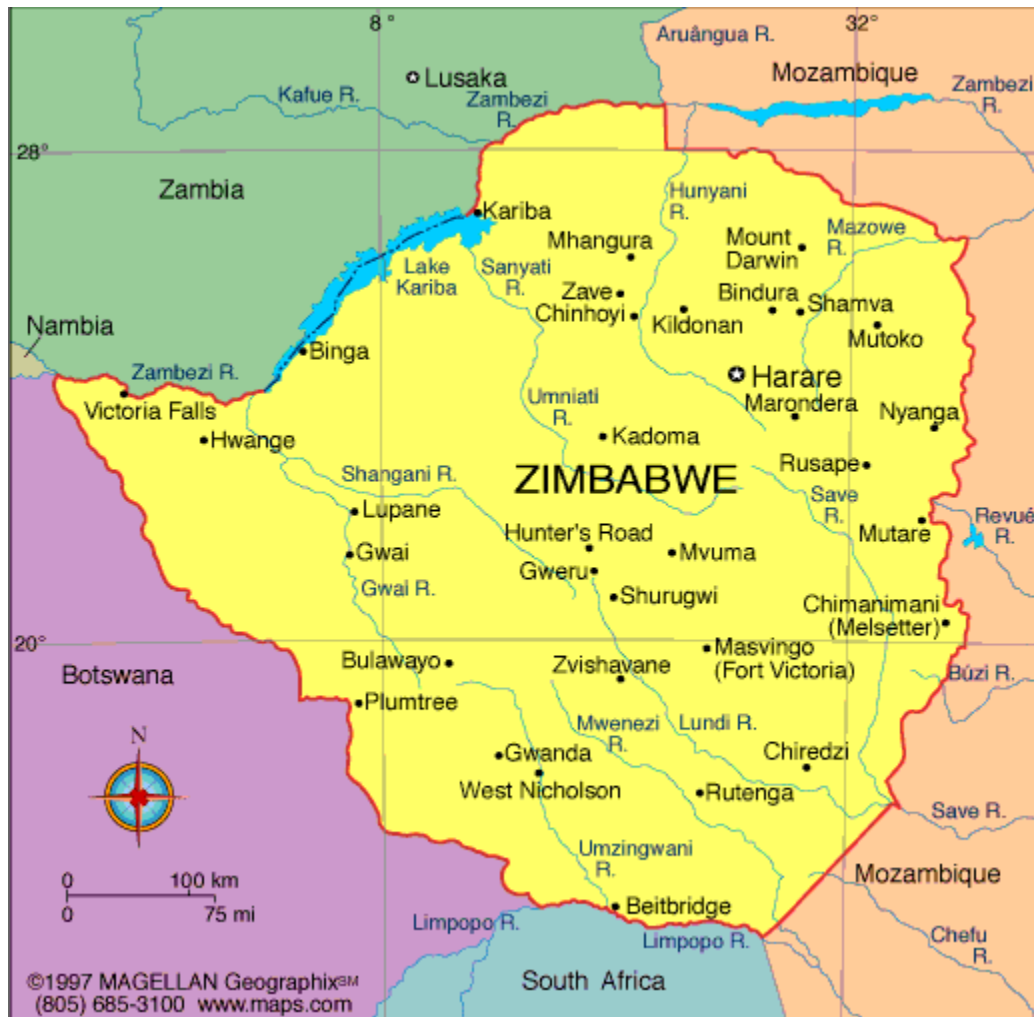 8°
32°
Aruângua R.
Lusaka
Mozambique
Kafue R.
Zambezi
R.
Zambezi
R.
28°
Zambia
Hunyani
R.
Kariba
Mazowe
R.
Mhangura
Mount
Darwin
Lake
Kariba
Sanyati
R.
Zave
Bindura
Shamva
Chinhoyi
Kildonan
Nambia
Mutoko
Binga
Zambezi R.
Harare
Victoria Falls
Umniati
R.
Marondera
Nyanga
Hwange
Kadoma
Rusape
Shangani R.
ZIMBABWE
Save
R.
Lupane
Revué
R.
Hunter's Road
Mutare
Gwai
Mvuma
Gweru
Gwai R.
Shurugwi
Chimanimani
(Melsetter)
20°
Masvingo
(Fort Victoria)
Bulawayo
Zvishavane
Botswana
Búzi R.
Plumtree
Mwenezi
R.
Lundi R.
N
Gwanda
Chiredzi
West Nicholson
Rutenga
Save R.
Umzingwani
R.
0 100 km
0 75 mi
Mozambique
Beitbridge
Limpopo R.
Limpopo R.
Chefu
R.
South Africa
©1997 MAGELLAN GeographixSM
(805) 685-3100 www.maps.com